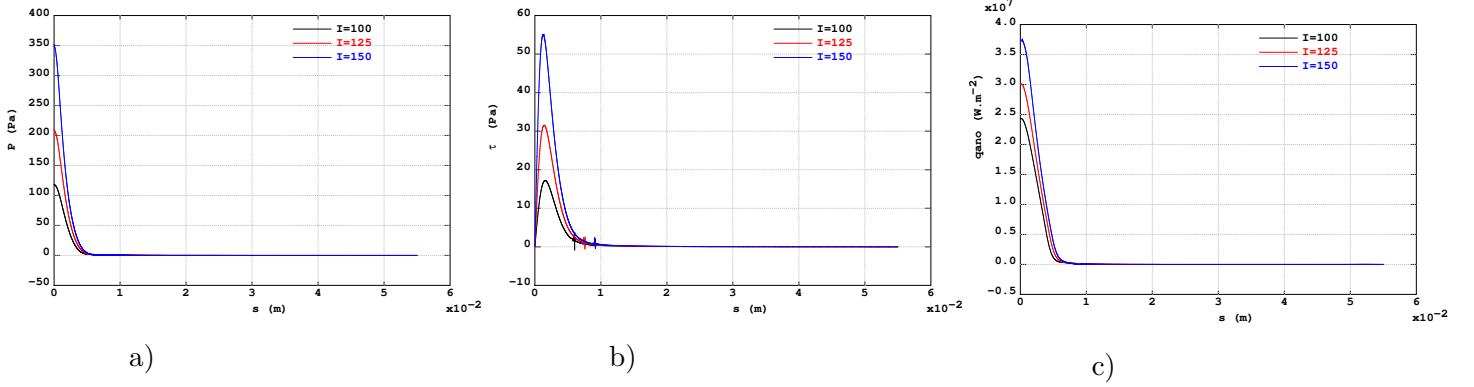 400
350
300
250
200
150
100
50
0
−50
P (Pa)
I=100
I=125
I=150
0
1
2
3
4
5
6
s (m)
x10−2
a)
60
50
40
30
20
10
0
−10
τ (Pa)
I=100
I=125
I=150
0
1
2
3
4
5
6
s (m)
x10−2
b)
x10⁷
4.0
3.5
3.0
2.5
2.0
1.5
1.0
0.5
0.0
−0.5
qano (W.m−2)
I=100
I=125
I=150
0
1
2
3
4
5
6
s (m)
x10−2
c)